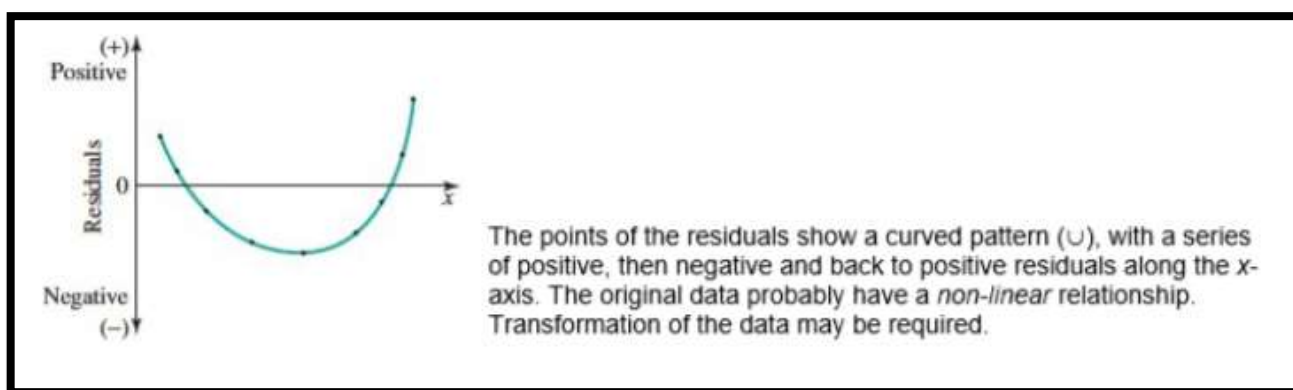 (+)
Positive
Residuals
0
x
Negative
(–)
The points of the residuals show a curved pattern (∪), with a series
of positive, then negative and back to positive residuals along the x-
axis. The original data probably have a non-linear relationship.
Transformation of the data may be required.